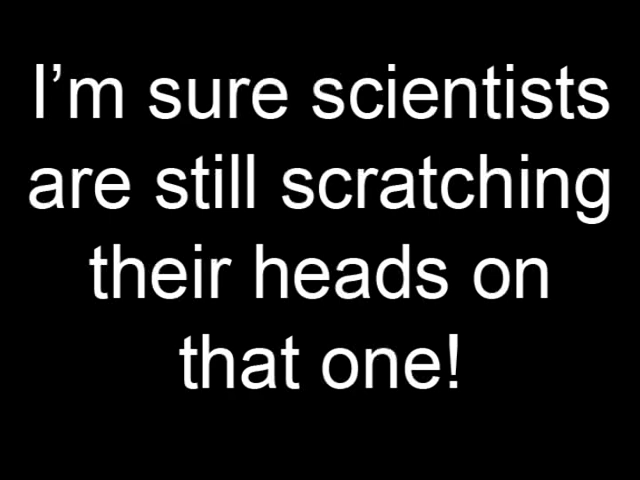 I’m sure scientists
are still scratching
their heads on
that one!